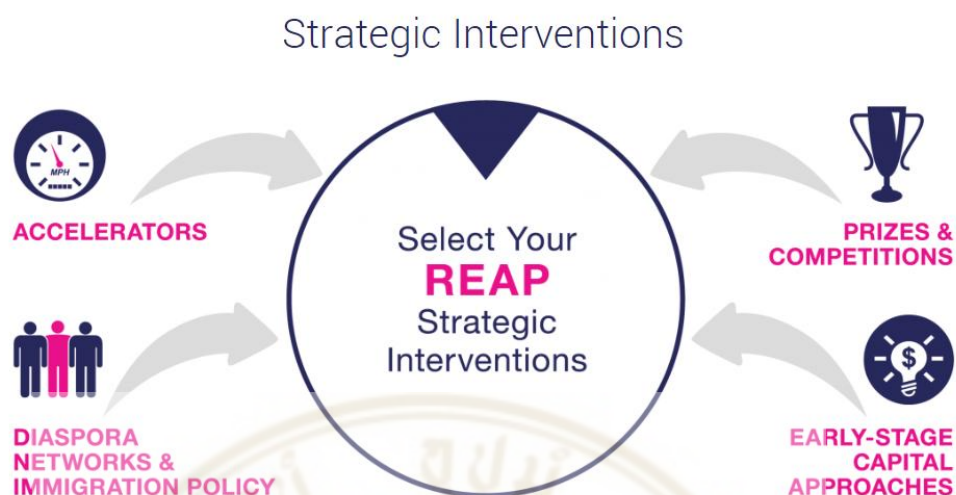 Strategic Interventions
MPH
ACCELERATORS
PRIZES &
COMPETITIONS
Select Your
REAP
Strategic
Interventions
DIASPORA
NETWORKS &
IMMIGRATION POLICY
$
EARLY-STAGE
CAPITAL
APPROACHES